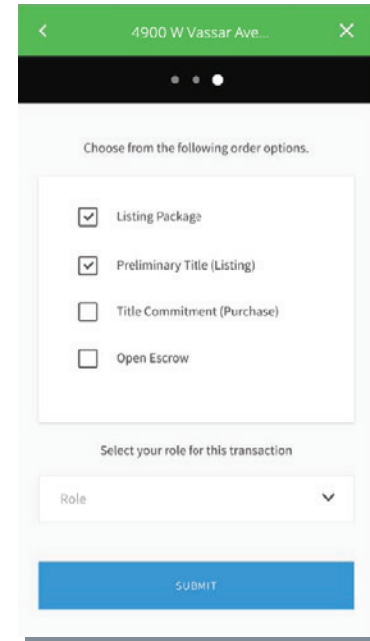 4900 W Vassar Ave...
Choose from the following order options.
Listing Package
Preliminary Title (Listing)
Title Commitment (Purchase)
Open Escrow
Select your role for this transaction
Role
SUBMIT